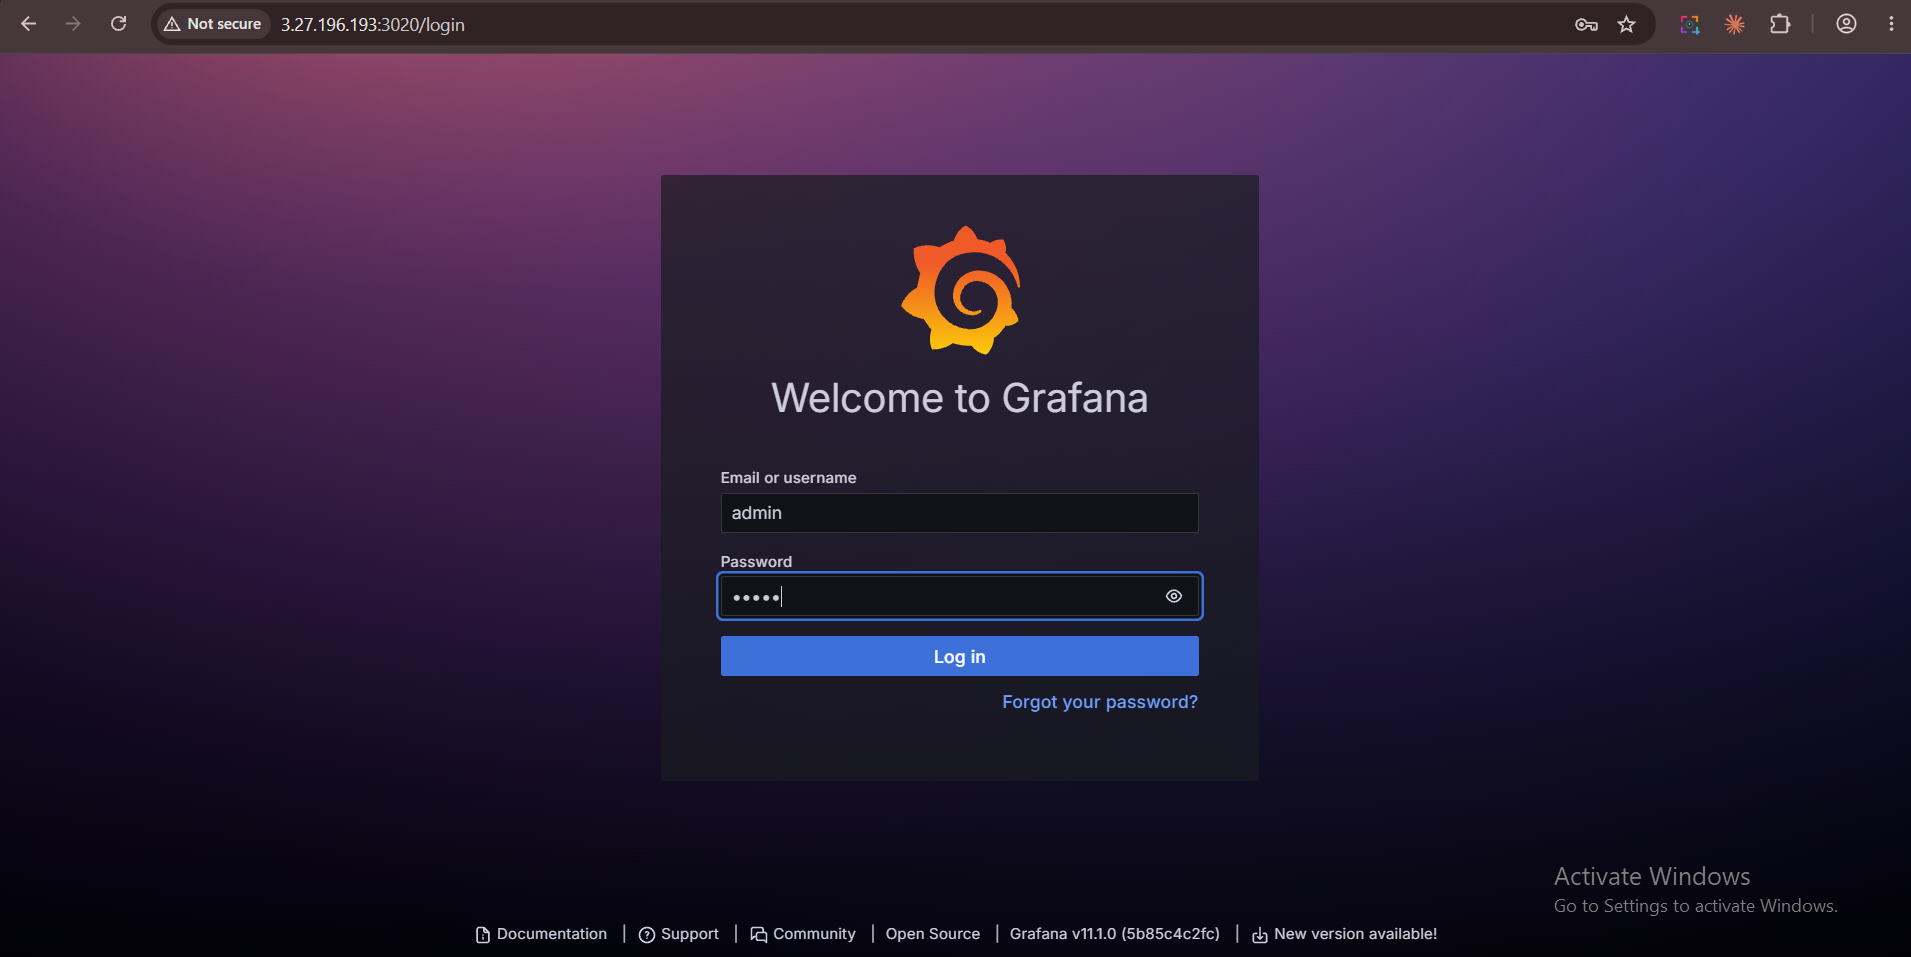 Not secure 3.27.196.193:3020/login
Welcome to Grafana
Email or username
admin
Password
•••••
Log in
Forgot your password?
Activate Windows
Go to Settings to activate Windows.
Documentation | Support | Community | Open Source | Grafana v11.1.0 (5b85c4c2fc) | New version available!